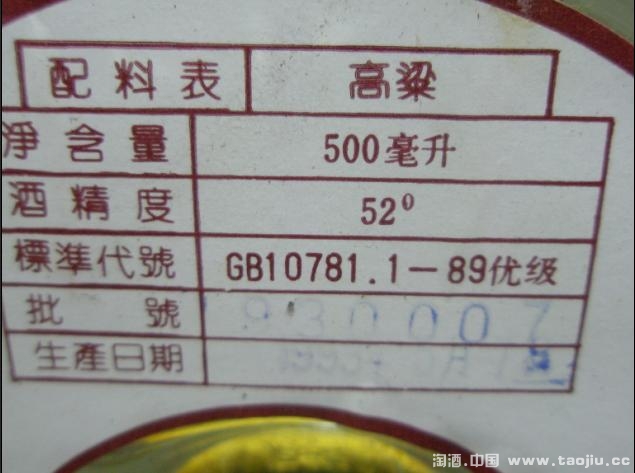 配料表 高粱
淨含量 500毫升
酒精度 52⁰
標準代號 GB10781.1-89优级
批號 930007
生產日期
淘酒.中国 www.taojiu.cc